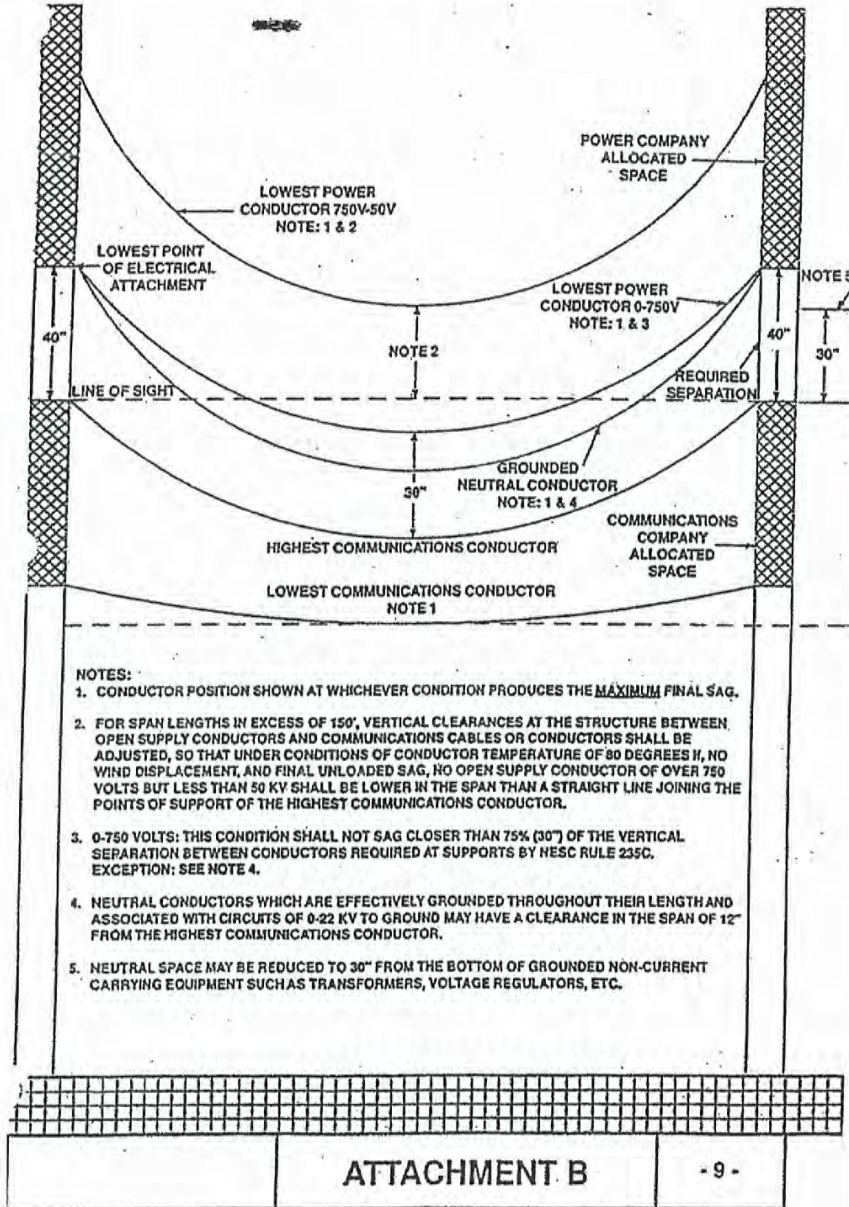 POWER COMPANY
ALLOCATED
SPACE
LOWEST POWER
CONDUCTOR 750V-50V
NOTE: 1 & 2
LOWEST POINT
OF ELECTRICAL
ATTACHMENT
LOWEST POWER
CONDUCTOR 0-750V
NOTE: 1 & 3
NOTE 5
40"
NOTE 2
40"
30"
LINE OF SIGHT
REQUIRED
SEPARATION
30"
GROUNDED
NEUTRAL CONDUCTOR
NOTE: 1 & 4
HIGHEST COMMUNICATIONS CONDUCTOR
COMMUNICATIONS
COMPANY
ALLOCATED
SPACE
LOWEST COMMUNICATIONS CONDUCTOR
NOTE 1
NOTES:
1. CONDUCTOR POSITION SHOWN AT WHICHEVER CONDITION PRODUCES THE MAXIMUM FINAL SAG.
2. FOR SPAN LENGTHS IN EXCESS OF 150', VERTICAL CLEARANCES AT THE STRUCTURE BETWEEN
OPEN SUPPLY CONDUCTORS AND COMMUNICATIONS CABLES OR CONDUCTORS SHALL BE
ADJUSTED, SO THAT UNDER CONDITIONS OF CONDUCTOR TEMPERATURE OF 80 DEGREES NO
WIND DISPLACEMENT, AND FINAL UNLOADED SAG, NO OPEN SUPPLY CONDUCTOR OF OVER 750
VOLTS BUT LESS THAN 50 KV SHALL BE LOWER IN THE SPAN THAN A STRAIGHT LINE JOINING THE
POINTS OF SUPPORT OF THE HIGHEST COMMUNICATIONS CONDUCTOR.
3. 0-750 VOLTS: THIS CONDITION SHALL NOT SAG CLOSER THAN 75% (30") OF THE VERTICAL
SEPARATION BETWEEN CONDUCTORS REQUIRED AT SUPPORTS BY NESC RULE 235C.
EXCEPTION: SEE NOTE 4.
4. NEUTRAL CONDUCTORS WHICH ARE EFFECTIVELY GROUNDED THROUGHOUT THEIR LENGTH AND
ASSOCIATED WITH CIRCUITS OF 0-22 KV TO GROUND MAY HAVE A CLEARANCE IN THE SPAN OF 12"
FROM THE HIGHEST COMMUNICATIONS CONDUCTOR.
5. NEUTRAL SPACE MAY BE REDUCED TO 30" FROM THE BOTTOM OF GROUNDED NON-CURRENT
CARRYING EQUIPMENT SUCH AS TRANSFORMERS, VOLTAGE REGULATORS, ETC.
ATTACHMENT B
- 9 -